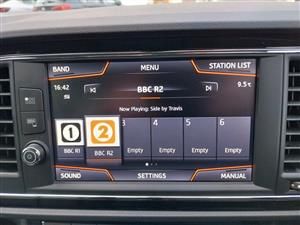 BAND MENU STATION LIST
16:42 BBC R2 9.5°c
Now Playing: Side by Travis
1 2 3 4 5 6
BBC R1 BBC R2 Empty Empty Empty Empty
SOUND SETTINGS MANUAL